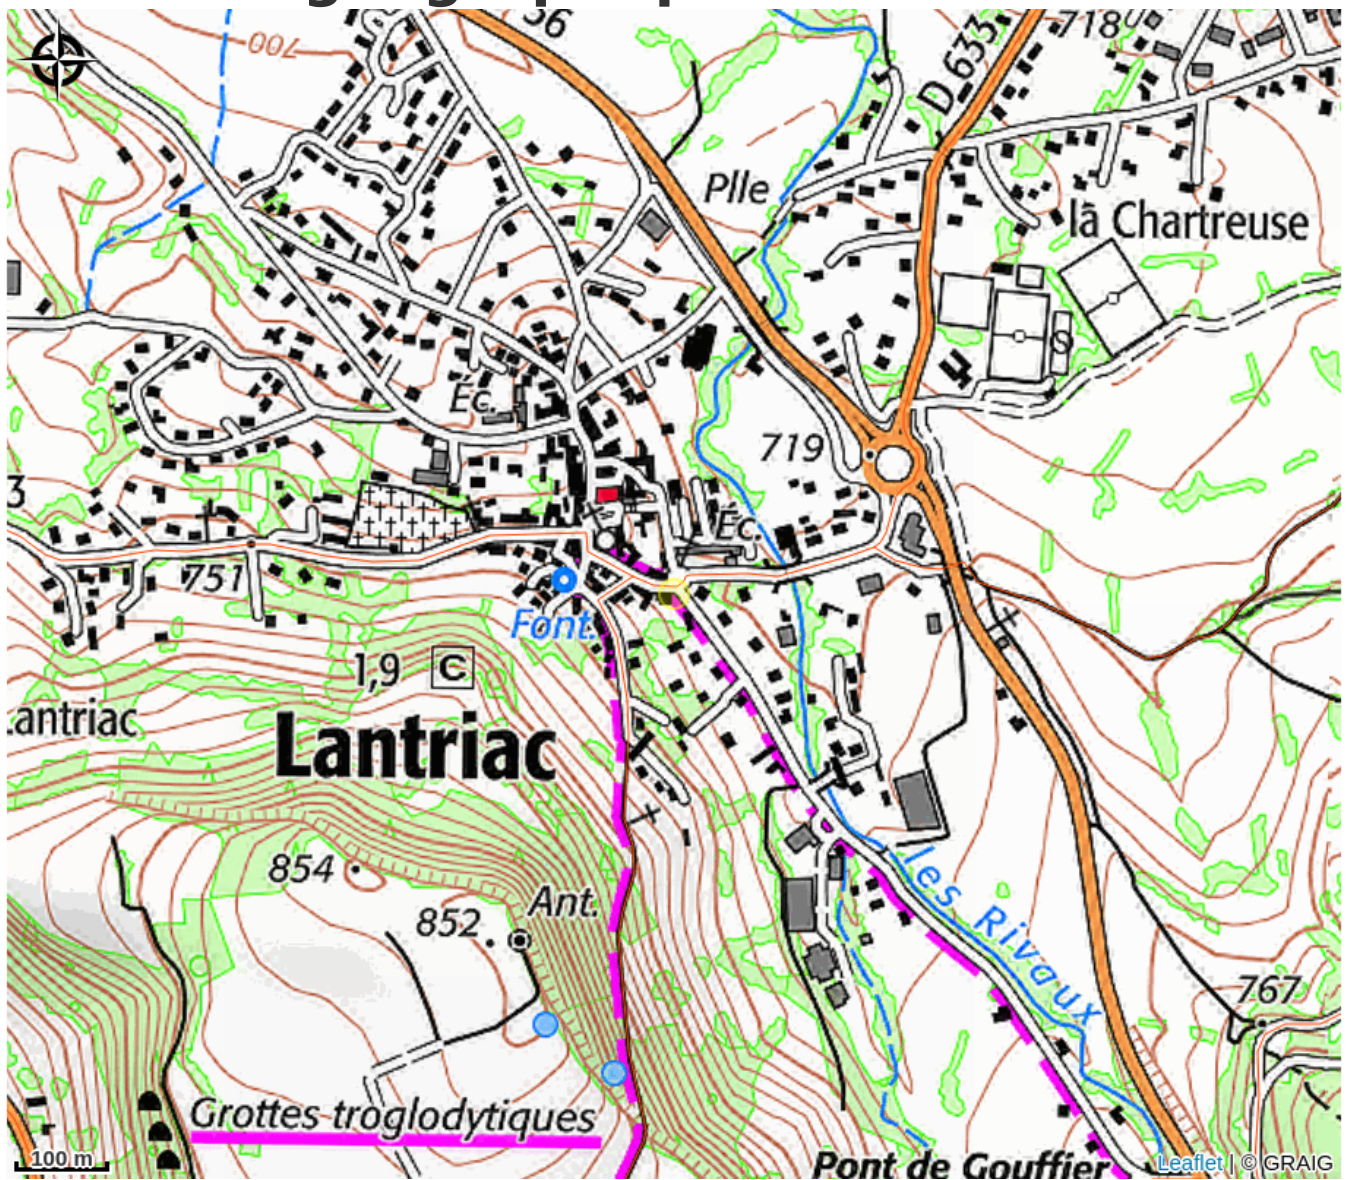 56
D 633
718
700
Plle
la Chartreuse
Éc.
719
3
Éc.
751
Font.
1,9 C
antriac
Lantriac
854
Ant.
852
les Rivaux
767
Grottes troglodytiques
100 m
Pont de Gouffier
Leaflet | © GRAIG